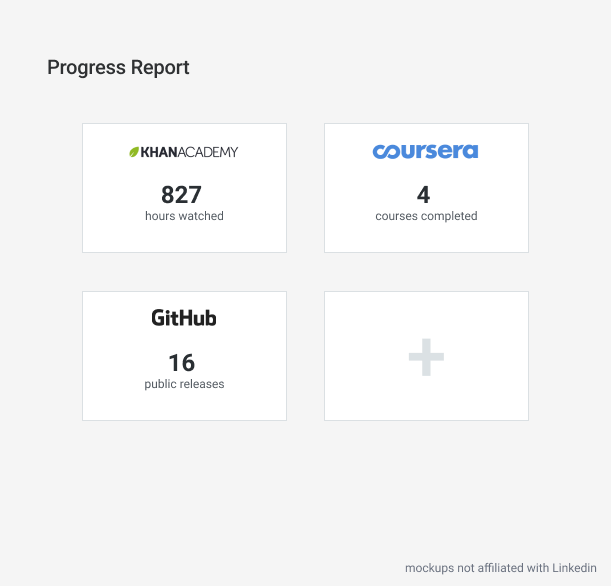 Progress Report
KHANACADEMY
827
hours watched
coursera
4
courses completed
GitHub
16
public releases
mockups not affiliated with Linkedin